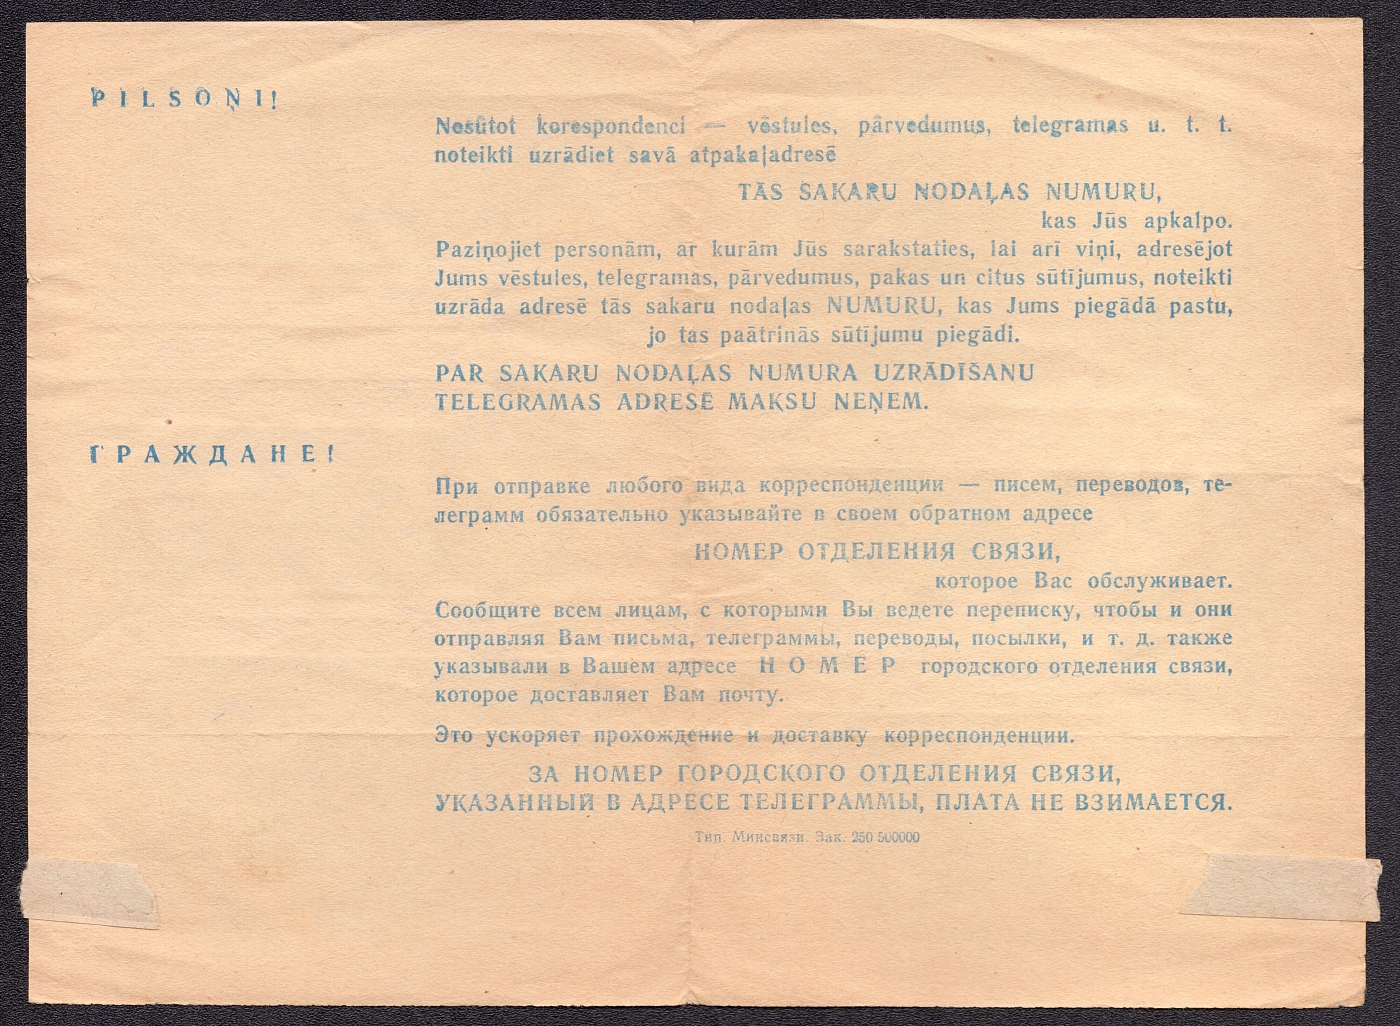 PILSOŅI!
Nosūtot korespondenci — vēstules, pārvedumus, telegramas u. t. t.
noteikti uzrādiet savā atpakaļadresē
TĀS SAKARU NODAĻAS NUMURU,
kas Jūs apkalpo.
Paziņojiet personām, ar kurām Jūs sarakstaties, lai arī viņi, adresējot
Jums vēstules, telegramas, pārvedumus, pakas un citus sūtījumus, noteikti
uzrāda adresē tās sakaru nodaļas NUMURU, kas Jums piegādā pastu,
jo tas paātrinās sūtījumu piegādi.
PAR SAKARU NODAĻAS NUMURA UZRĀDĪŠANU
TELEGRAMAS ADRESĒ MAKSU NEŅEM.
ГРАЖДАНЕ!
При отправке любого вида корреспонденции — писем, переводов, те-
леграмм обязательно указывайте в своем обратном адресе
НОМЕР ОТДЕЛЕНИЯ СВЯЗИ,
которое Вас обслуживает.
Сообщите всем лицам, с которыми Вы ведете переписку, чтобы и они
отправляя Вам письма, телеграммы, переводы, посылки, и т. д. также
указывали в Вашем адресе НОМЕР городского отделения связи,
которое доставляет Вам почту.
Это ускоряет прохождение и доставку корреспонденции.
ЗА НОМЕР ГОРОДСКОГО ОТДЕЛЕНИЯ СВЯЗИ,
УКАЗАННЫЙ В АДРЕСЕ ТЕЛЕГРАММЫ, ПЛАТА НЕ ВЗИМАЕТСЯ.
Тип. Минсвязи. Зак. 250 500000